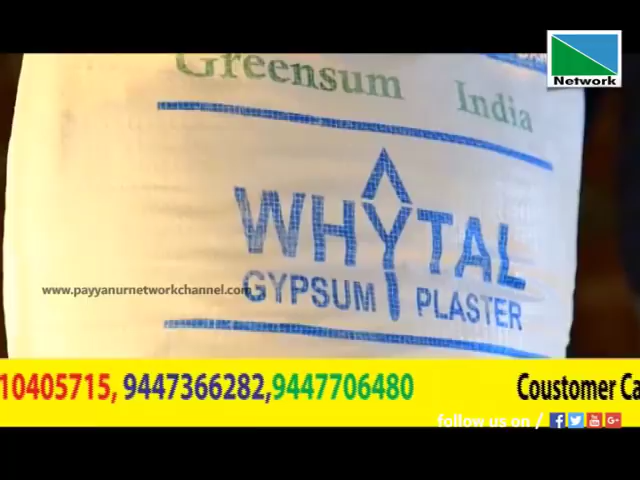 Greensum India
Network
WHYTAL
GYPSUM PLASTER
www.payyanurnetworkchannel.com
10405715, 9447366282,9447706480
Coustomer Ca
follow us on /